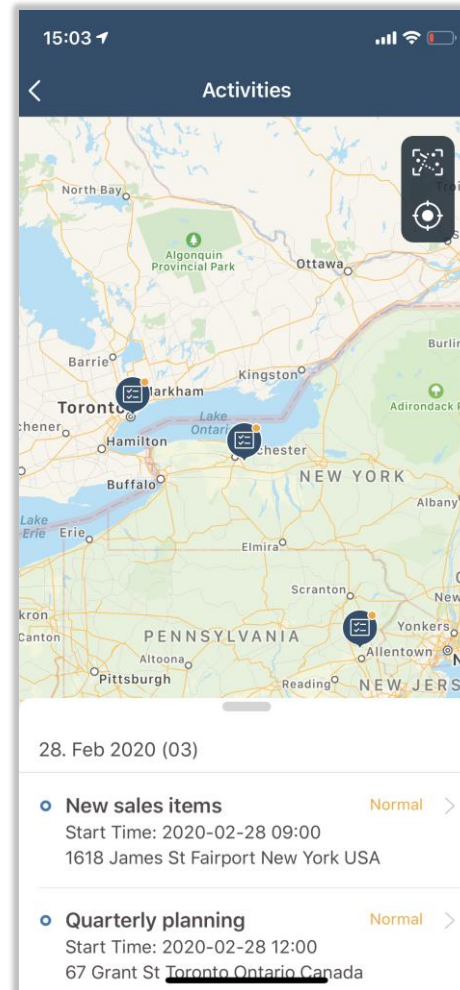 15:03
Activities
North Bay
Algonquin
Provincial Park
Ottawa
Barrie
Kingston
Adirondack
Toronto
Lake
Hamilton
Buffalo
NEW YORK
Albany
Lake
Erie
Erie
Elmira
Scranton
Yonkers
PENNSYLVANIA
Altoona
Allentown
Pittsburgh
Reading
NEW JERS
28. Feb 2020 (03)
New sales items
Normal
Start Time: 2020-02-28 09:00
1618 James St Fairport New York USA
Quarterly planning
Normal
Start Time: 2020-02-28 12:00
67 Grant St Toronto Ontario Canada